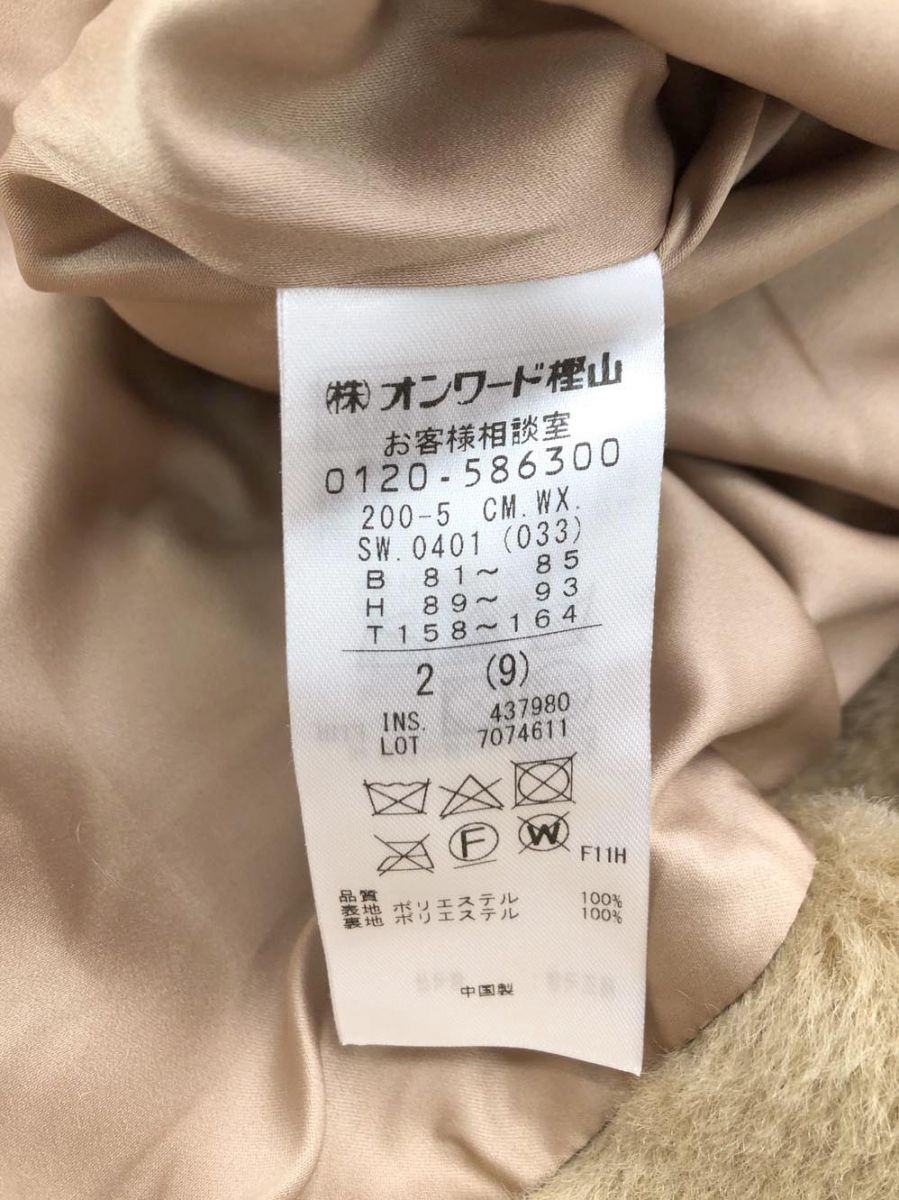 (株)オンワード樫山
お客様相談室
0120-586300
200-5 CM.WX.
SW.0401 (033)
B 81~ 85
H 89~ 93
T158~164
2 (9)
INS. 437980
LOT 7074611
F W F11H
品質
表地 ポリエステル 100%
裏地 ポリエステル 100%
中国製